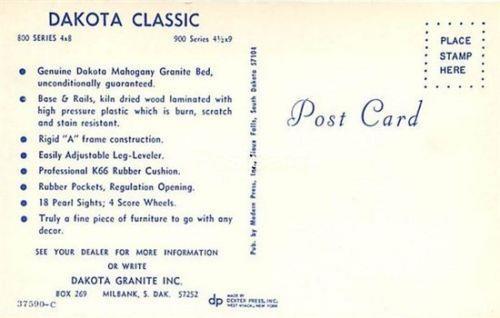 DAKOTA CLASSIC
800 SERIES 4x8 900 Series 4½x9
Genuine Dakota Mahogany Granite Bed,
unconditionally guaranteed.
Base & Rails, kiln dried wood laminated with
high pressure plastic which is burn, scratch
and stain resistant.
Rigid "A" frame construction.
Easily Adjustable Leg-Leveler.
Professional K66 Rubber Cushion.
Rubber Pockets, Regulation Opening.
18 Pearl Sights; 4 Score Wheels.
Truly a fine piece of furniture to go with any
decor.
SEE YOUR DEALER FOR MORE INFORMATION
OR WRITE
DAKOTA GRANITE INC.
BOX 269 MILBANK, S. DAK. 57252
37590-C
dp MADE BY
DEXTER PRESS, INC.
WEST NYACK, NEW YORK
Pub. by Modern Press, Inc., Sioux Falls, South Dakota 57104
Post Card
PLACE
STAMP
HERE